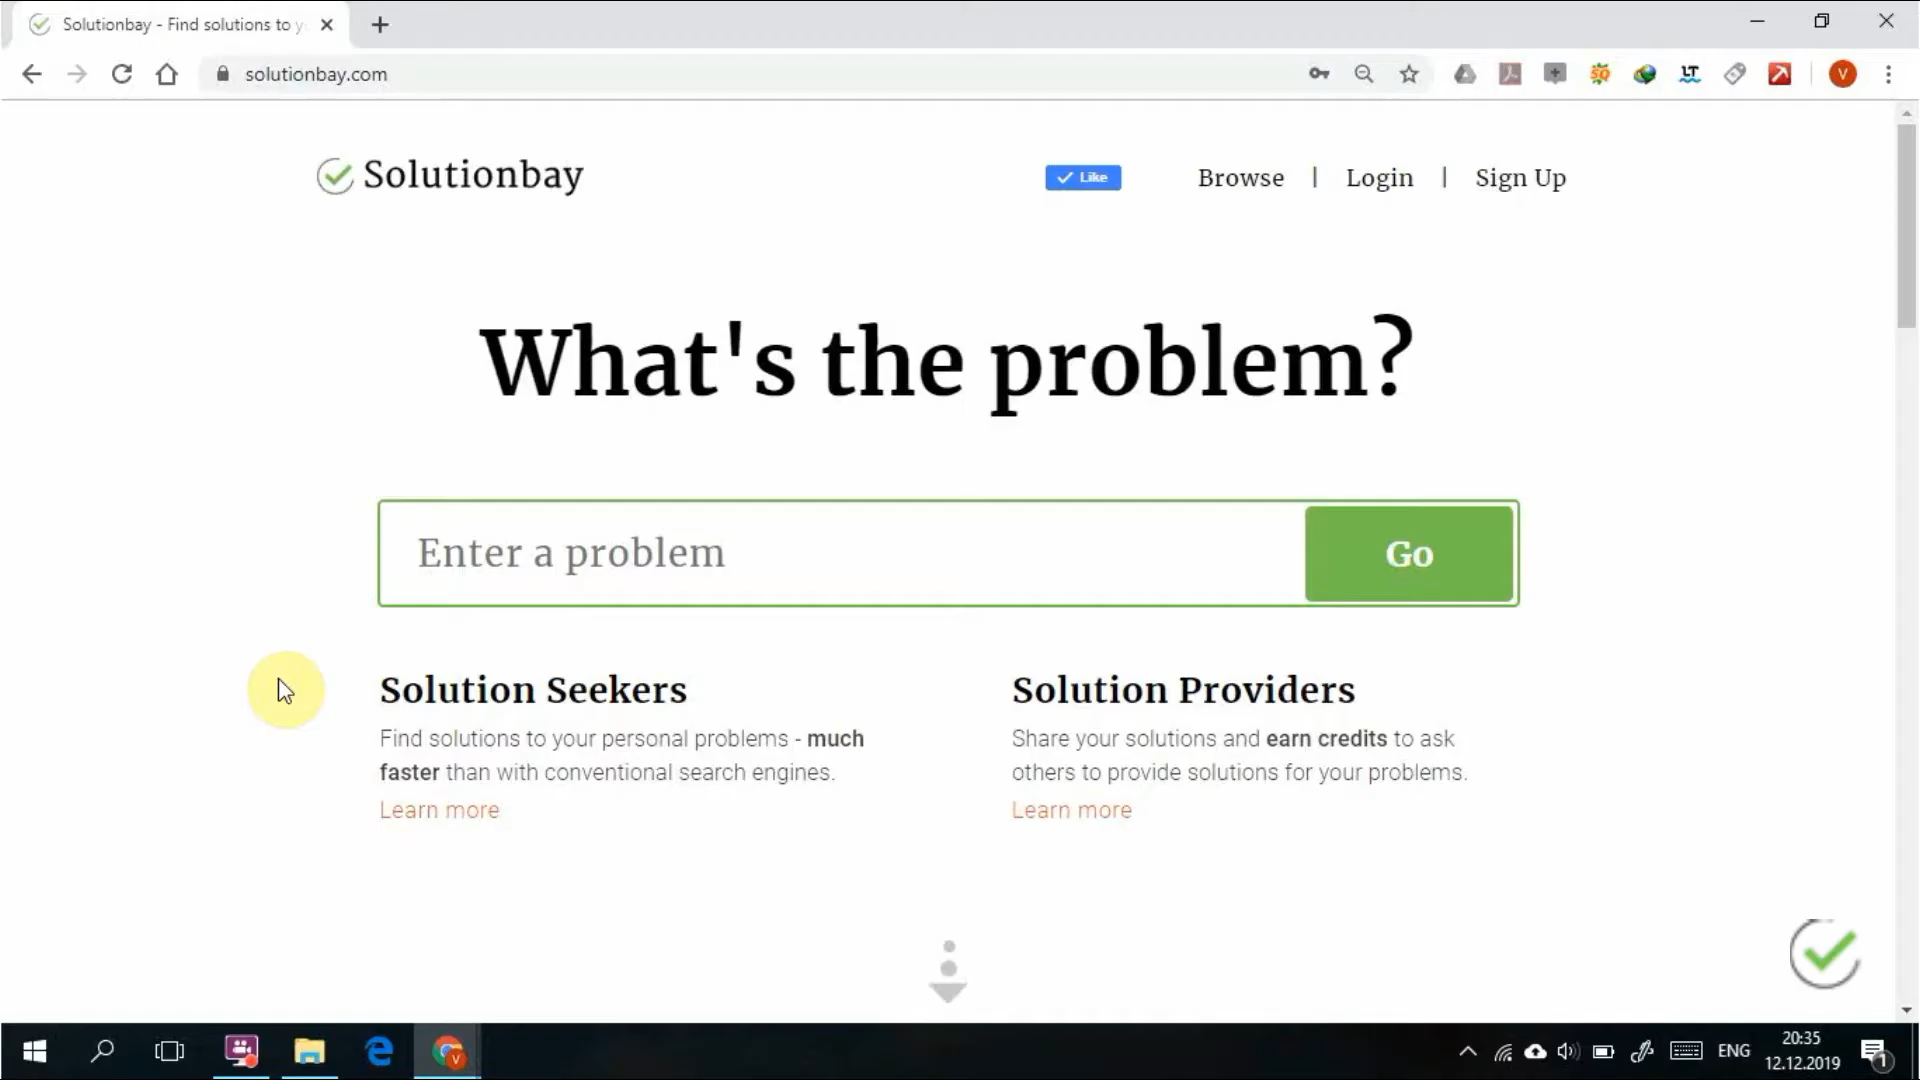 Solutionbay - Find solutions to y
solutionbay.com
SQ
LT
V
Solutionbay
Like
Browse | Login | Sign Up
What's the problem?
Enter a problem
Go
Solution Seekers
Find solutions to your personal problems - much
faster than with conventional search engines.
Learn more
Solution Providers
Share your solutions and earn credits to ask
others to provide solutions for your problems.
Learn more
V
ENG
20:35
12.12.2019
1